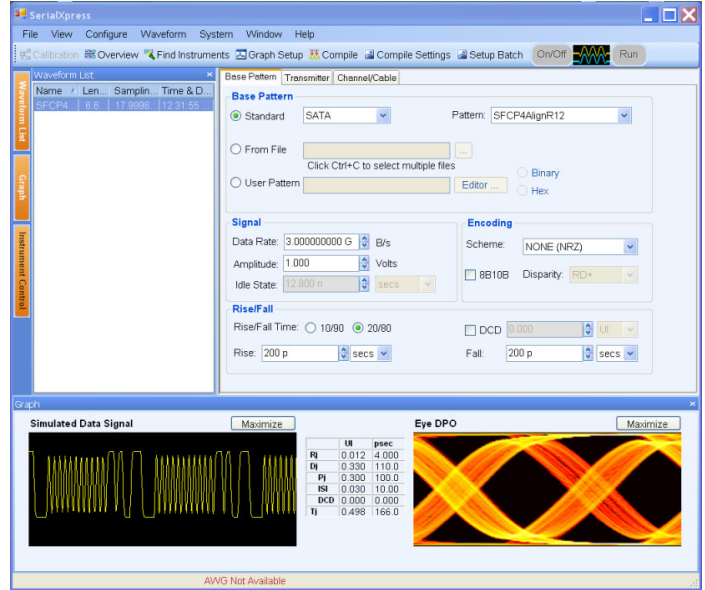 SerialXpress
File View Configure Waveform System Window Help
Calibration Overview Find Instruments Graph Setup Compile Compile Settings Setup Batch On/Off Run
Waveform List
Graph
Instrument Control
Waveform List ×
Name Len... Samplin... Time & D...
SFCP4 6.6... 17.9996... 12:31:55
Base Pattern Transmitter Channel/Cable
Base Pattern
Standard SATA Pattern: SFCP4AlignR12
From File ...
Click Ctrl+C to select multiple files
User Pattern Editor ... Binary
Hex
Signal
Data Rate: 3.000000000 G B/s
Amplitude: 1.000 Volts
Idle State: 12.800 n secs
Encoding
Scheme: NONE (NRZ)
8B10B Disparity: RD+
Rise/Fall
Rise/Fall Time: 10/90 20/80 DCD 0.000 UI
Rise: 200 p secs Fall: 200 p secs
Graph ×
Simulated Data Signal Maximize
UI psec
Rj 0.012 4.000
Dj 0.330 110.0
Pj 0.300 100.0
ISI 0.030 10.00
DCD 0.000 0.000
Tj 0.498 166.0
Eye DPO Maximize
AWG Not Available